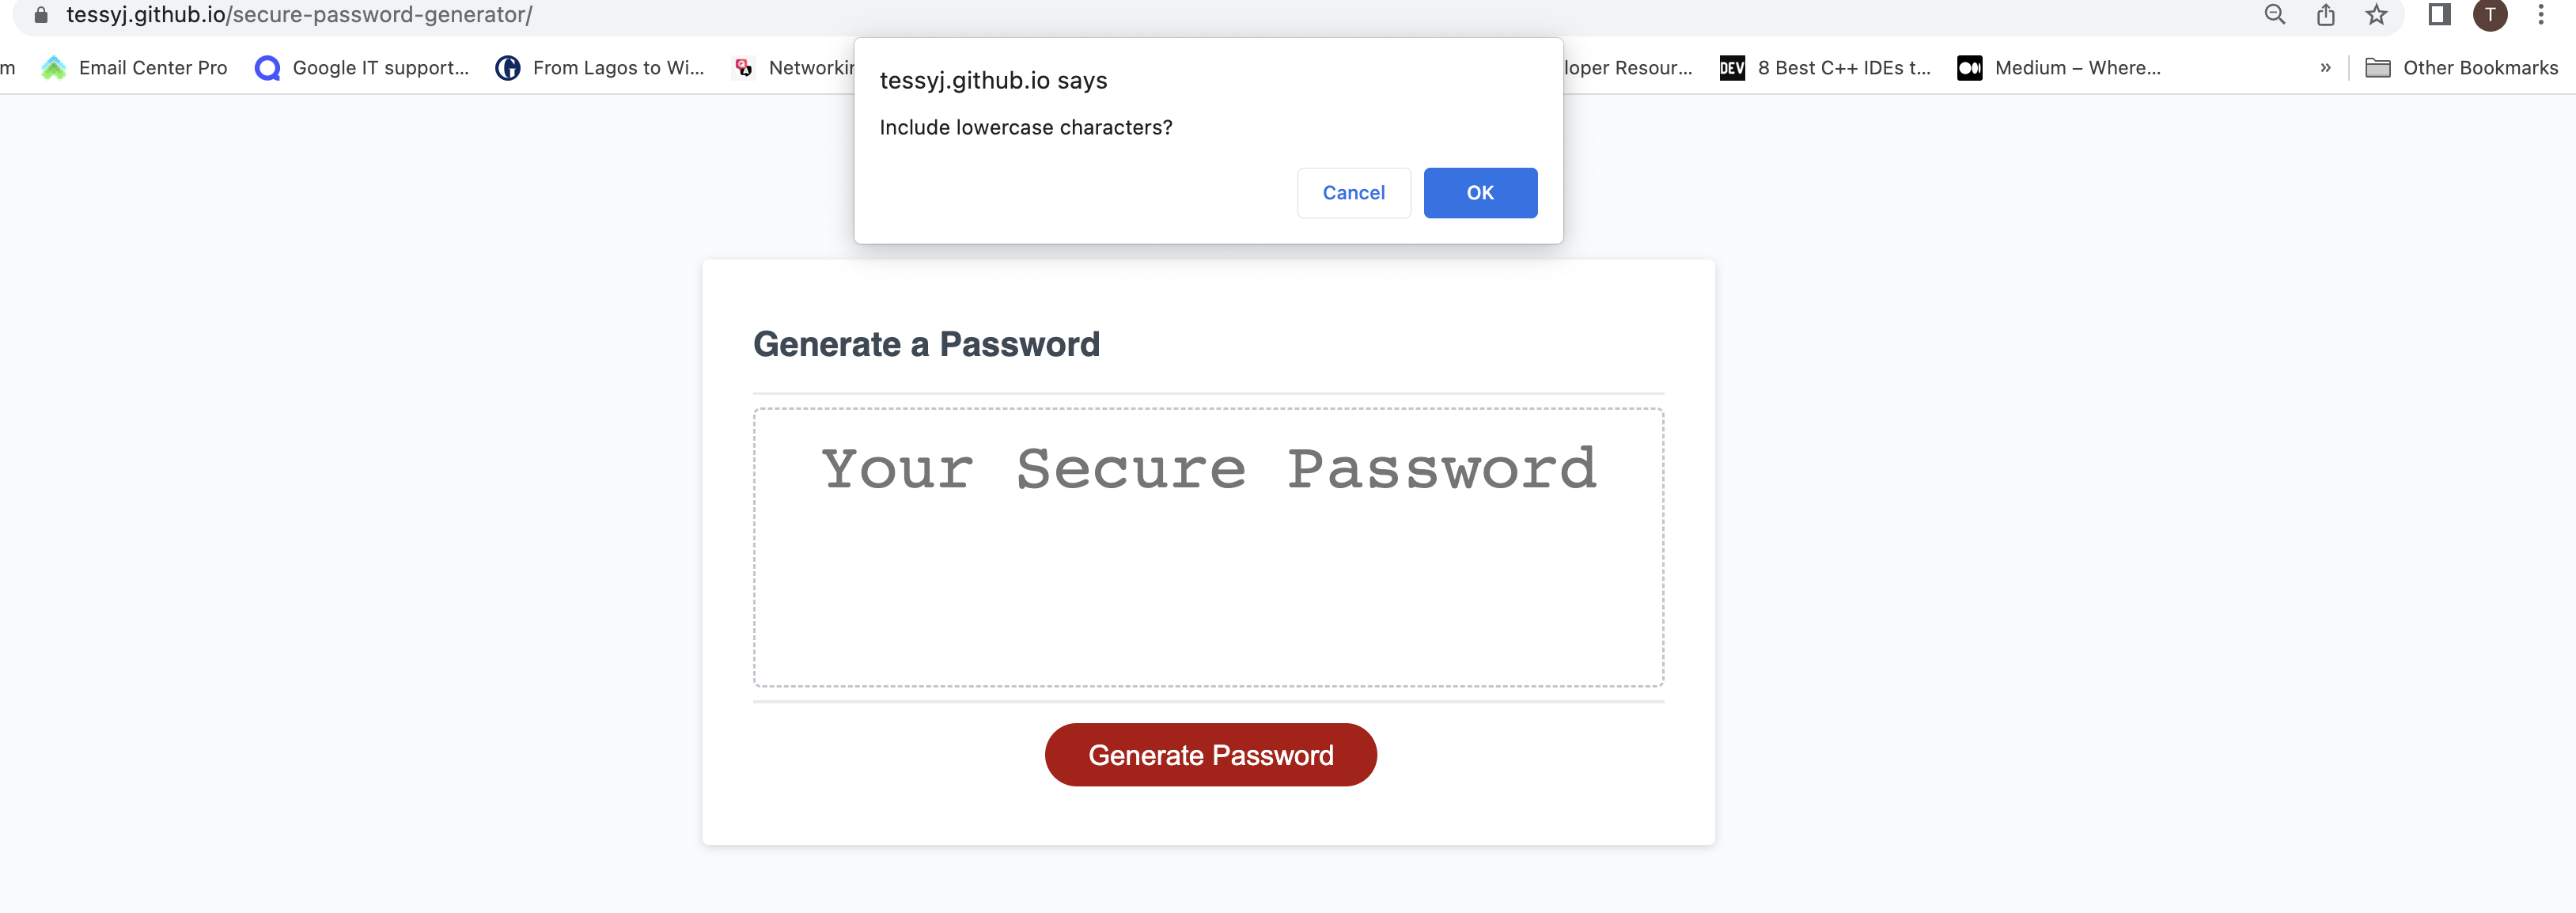 tessyj.github.io/secure-password-generator/
T
m
Email Center Pro
Google IT support...
From Lagos to Wi...
loper Resour...
DEV
8 Best C++ IDEs t...
Medium – Where...
»
Other Bookmarks
tessyj.github.io says
Include lowercase characters?
Cancel
OK
Generate a Password
Your Secure Password
Generate Password